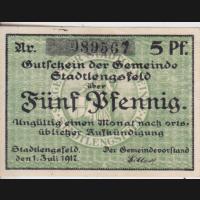 Nr. 089567 5 Pf.
Gutschein der Gemeinde
Stadtlengsfeld
über
Fünf Pfennig.
Ungültig einen Monat nach orts-
üblicher Aufkündigung
Stadtlengsfeld, Der Gemeindevorstand
den 1. Juli 1917.